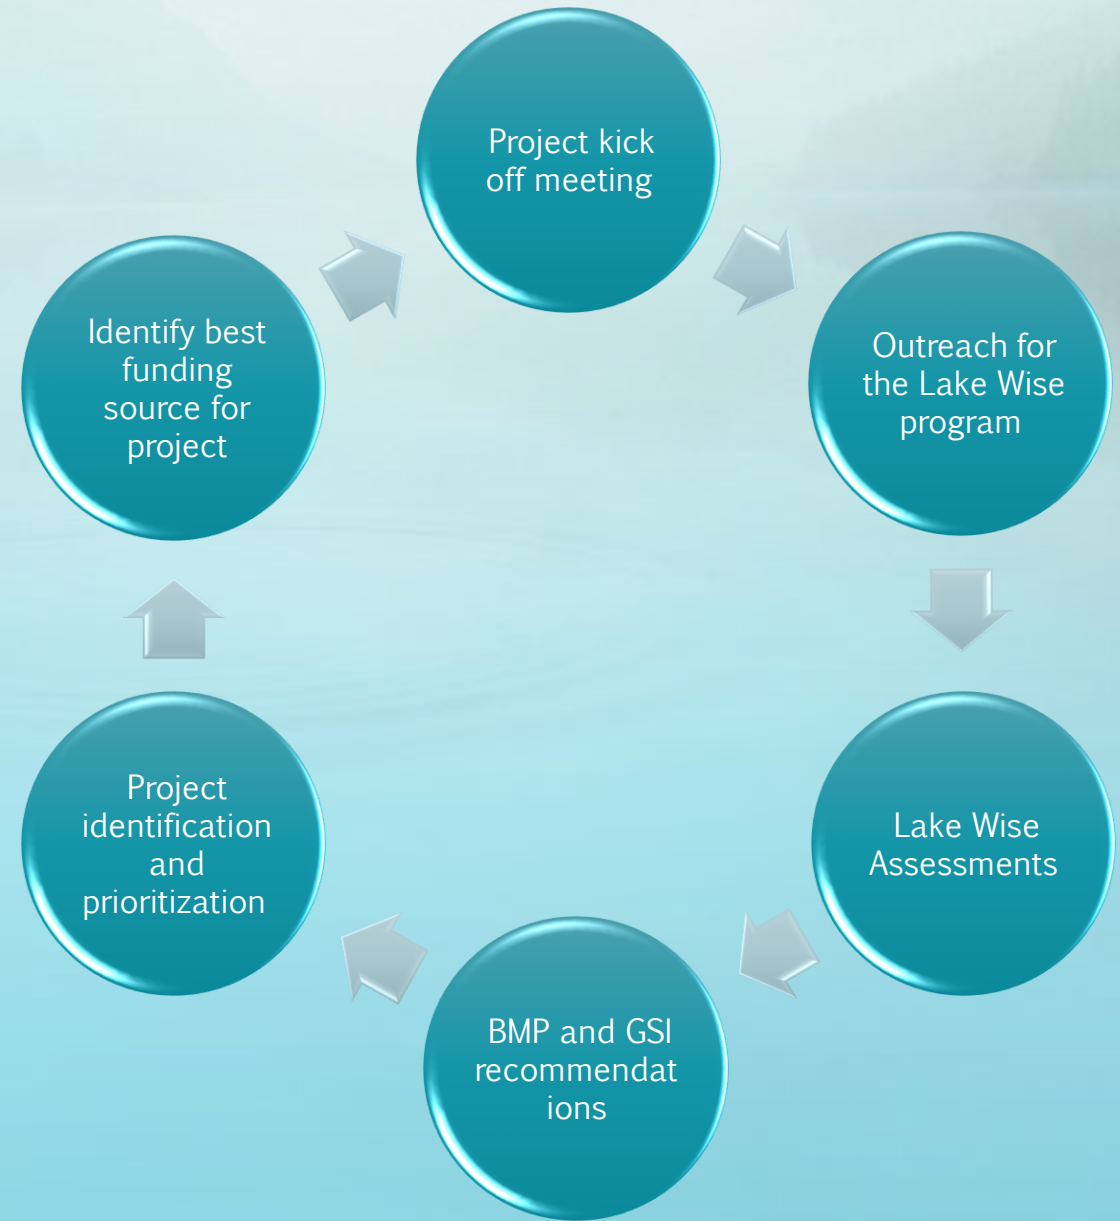 Project kick
off meeting
Outreach for
the Lake Wise
program
Lake Wise
Assessments
BMP and GSI
recommendat
ions
Project
identification
and
prioritization
Identify best
funding
source for
project